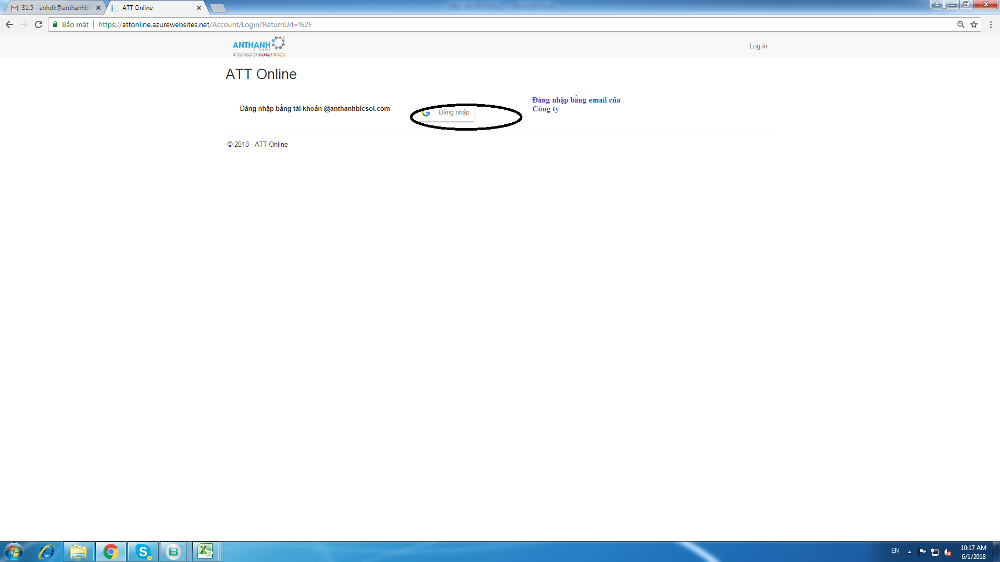 31.5 - anhdk@anthanhbi
ATT Online
Bảo mật
https://attonline.azurewebsites.net/Account/Login?ReturnUrl=%2F
ANTHANH
BICSOL
A member of AnPhat Group
Log in
ATT Online
Đăng nhập bằng tài khoản @anthanhbicsol.com
Đăng nhập
Đăng nhập bằng email của
Công ty
© 2018 - ATT Online
EN
10:17 AM
6/1/2018